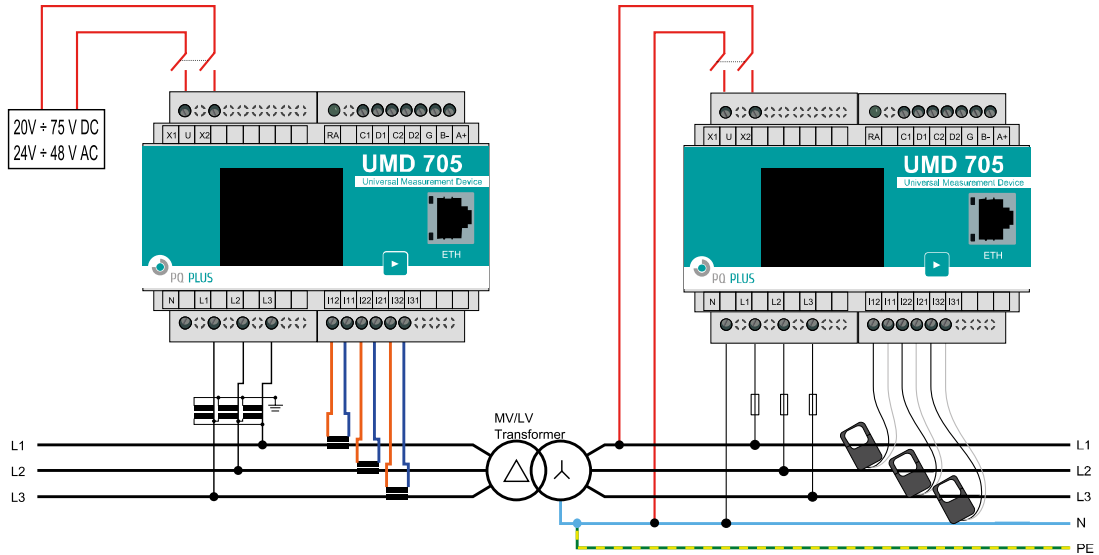 20V ÷ 75 V DC
24V ÷ 48 V AC
X1 U X2 RA C1 D1 C2 D2 G B- A+
UMD 705
Universal Measurement Device
ETH
PQ PLUS
N L1 L2 L3 I12 I11 I22 I21 I32 I31
X1 U X2 RA C1 D1 C2 D2 G B- A+
UMD 705
Universal Measurement Device
ETH
PQ PLUS
N L1 L2 L3 I12 I11 I22 I21 I32 I31
MV/LV
Transformer
L1
L2
L3
L1
L2
L3
N
PE